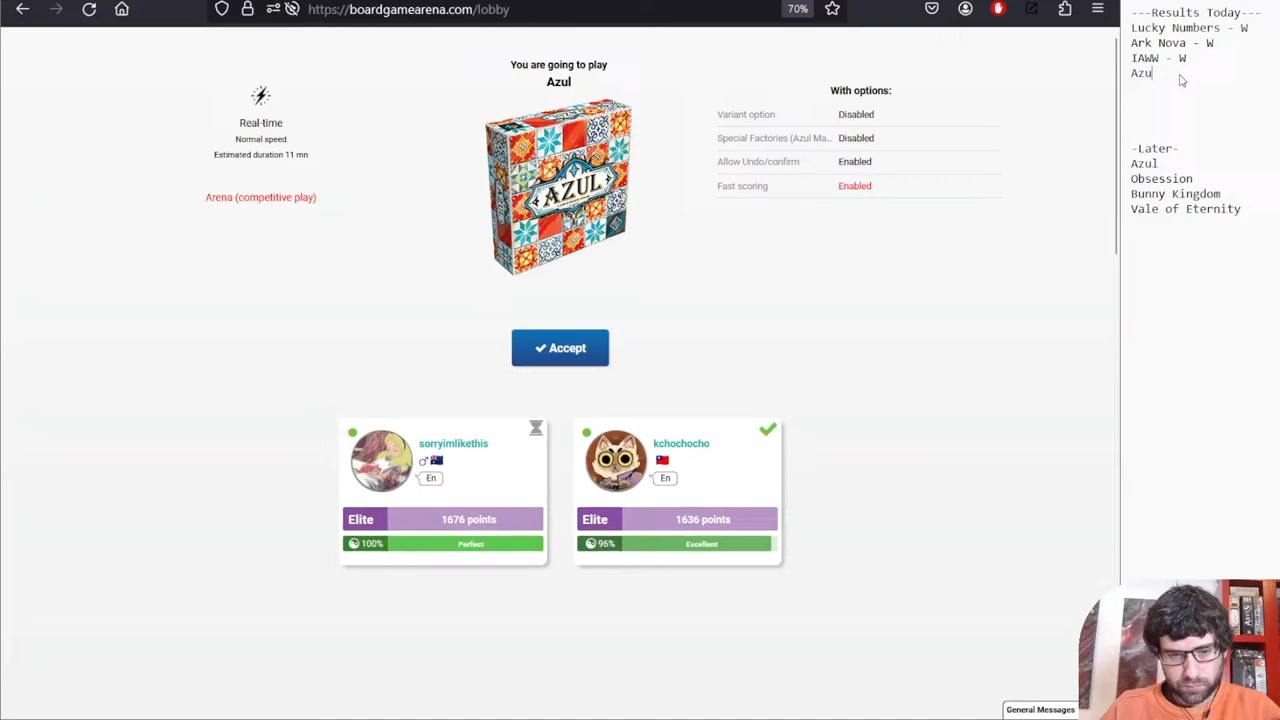 https://boardgamearena.com/lobby
70%
You are going to play
Azul
Real-time
Normal speed
Estimated duration 11 mn
Arena (competitive play)
AZUL
With options:
Variant option Disabled
Special Factories (Azul Ma... Disabled
Allow Undo/confirm Enabled
Fast scoring Enabled
Accept
sorryimlikethis
En
Elite 1676 points
100% Perfect
kchochocho
En
Elite 1636 points
96% Excellent
General Messages
---Results Today---
Lucky Numbers - W
Ark Nova - W
IAWW - W
Azu
-Later-
Azul
Obsession
Bunny Kingdom
Vale of Eternity